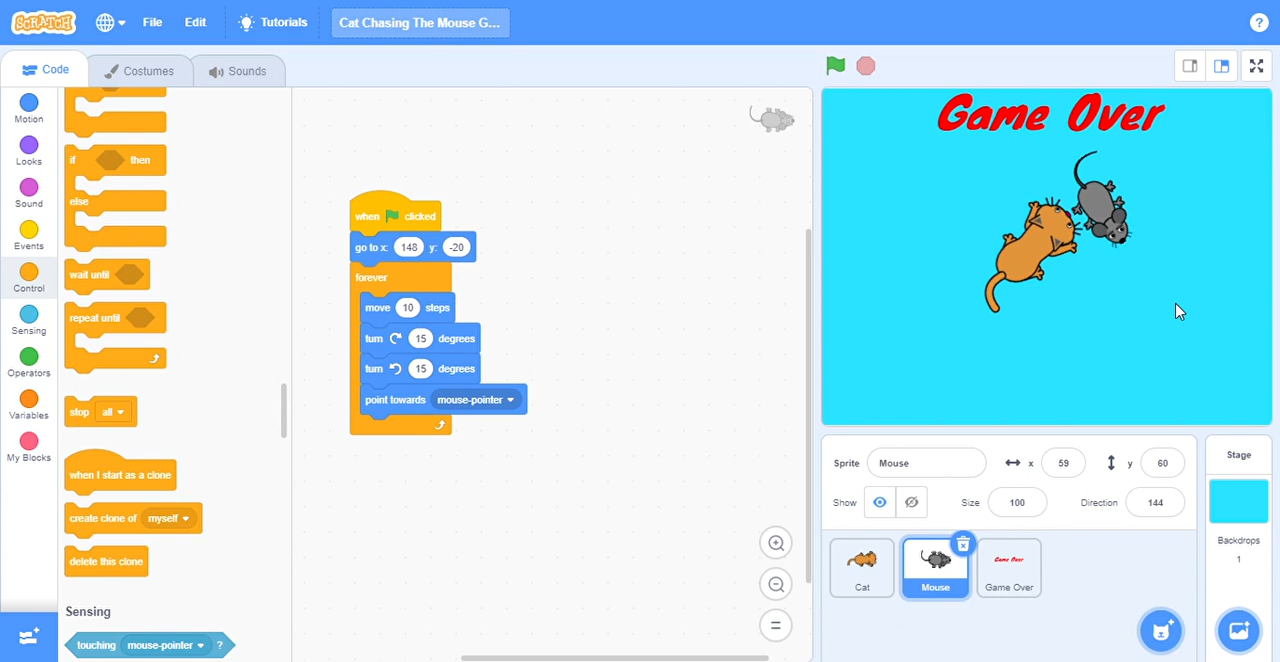 SCRATCH File Edit Tutorials Cat Chasing The Mouse G... ?
Code Costumes Sounds
Motion
Looks
Sound
Events
Control
Sensing
Operators
Variables
My Blocks
if then
else
wait until
repeat until
stop all
when I start as a clone
create clone of myself
delete this clone
Sensing
touching mouse-pointer ?
when clicked
go to x: 148 y: -20
forever
move 10 steps
turn 15 degrees
turn 15 degrees
point towards mouse-pointer
Game Over
Sprite Mouse x 59 y 60
Show Size 100 Direction 144
Cat
Mouse
Game Over
Game Over
Stage
Backdrops
1